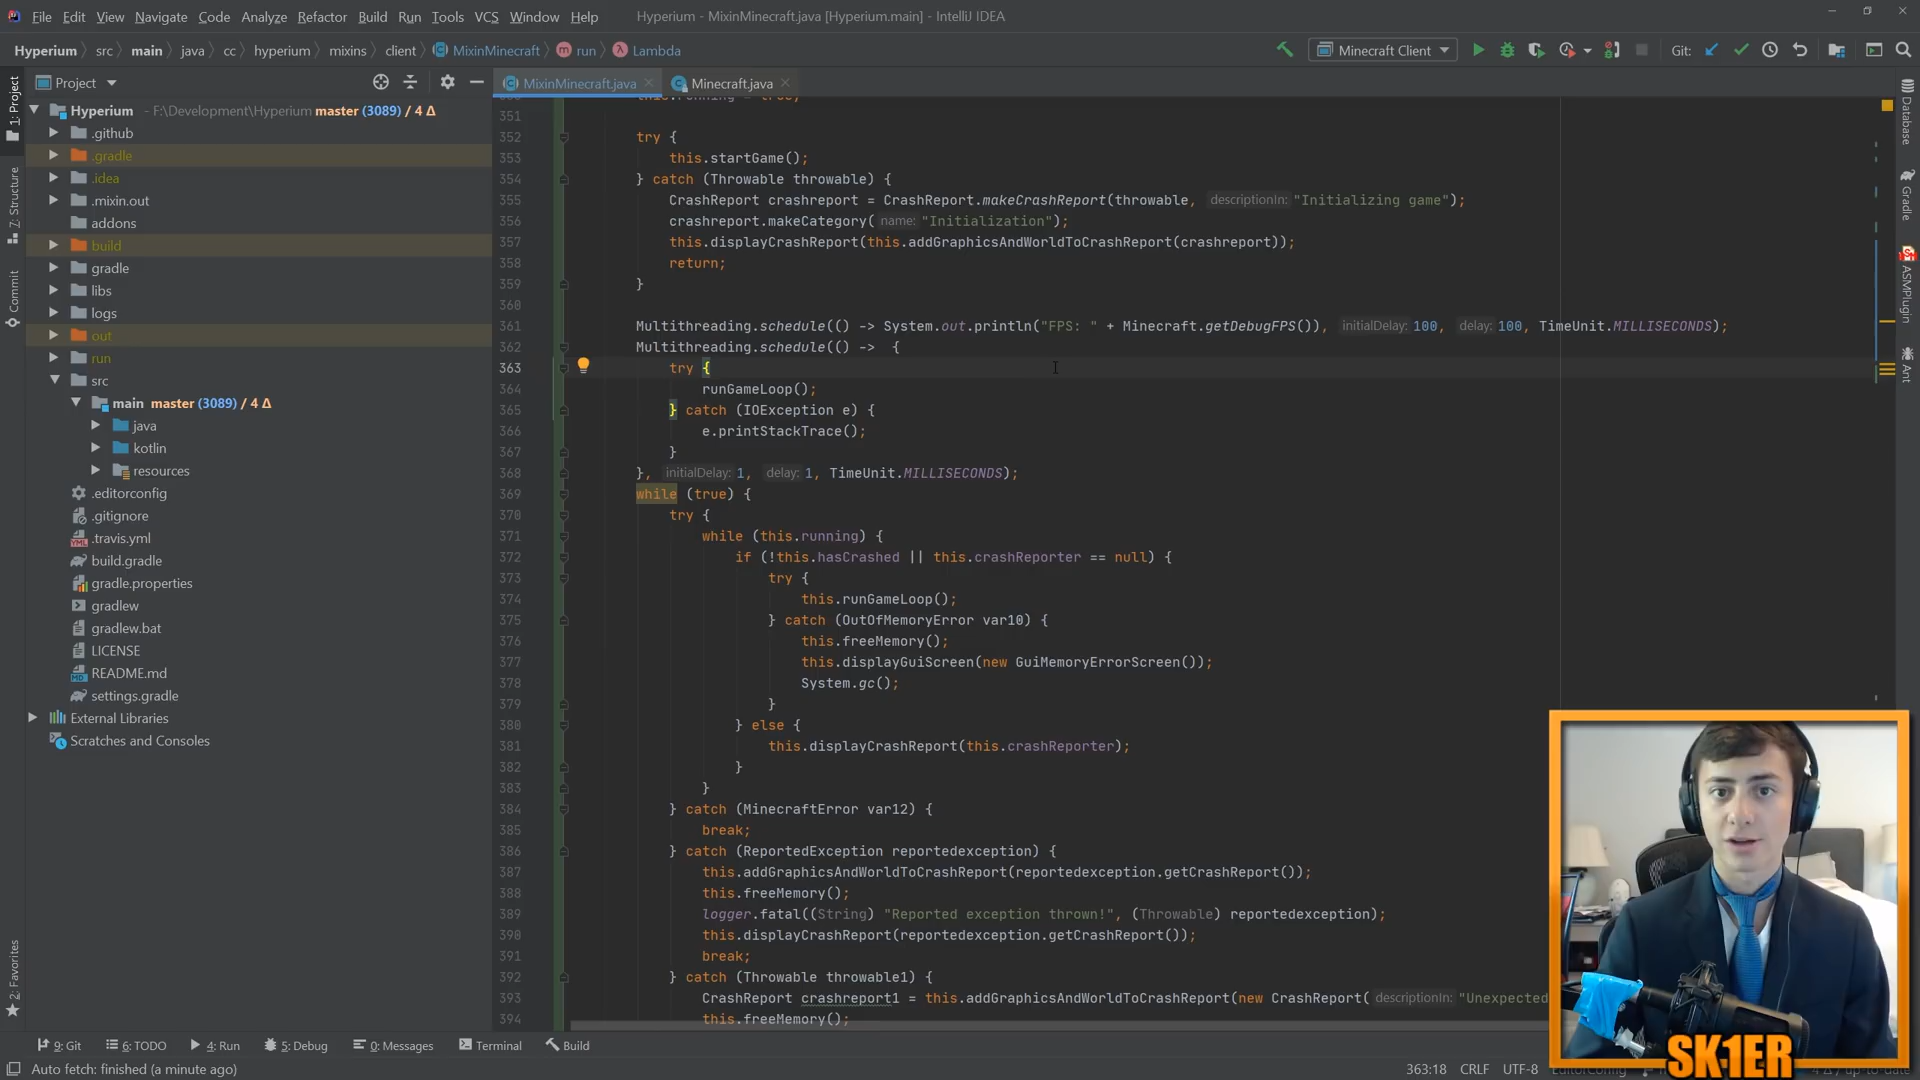 File Edit View Navigate Code Analyze Refactor Build Run Tools VCS Window Help Hyperium - MixinMinecraft.java [Hyperium.main] - IntelliJ IDEA
Hyperium src main java cc hyperium mixins client MixinMinecraft run Lambda Minecraft Client Git:
Project MixinMinecraft.java Minecraft.java
1: Project
7: Structure
Commit
2: Favorites
Hyperium - F:\Development\Hyperium master (3089) / 4 Δ
.github
.gradle
.idea
.mixin.out
addons
build
gradle
libs
logs
out
run
src
main master (3089) / 4 Δ
java
kotlin
resources
.editorconfig
.gitignore
.travis.yml
build.gradle
gradle.properties
gradlew
gradlew.bat
LICENSE
README.md
settings.gradle
External Libraries
Scratches and Consoles
351
352 try {
353 this.startGame();
354 } catch (Throwable throwable) {
355 CrashReport crashreport = CrashReport.makeCrashReport(throwable, descriptionIn: "Initializing game");
356 crashreport.makeCategory( name: "Initialization");
357 this.displayCrashReport(this.addGraphicsAndWorldToCrashReport(crashreport));
358 return;
359 }
360
361 Multithreading.schedule(() -> System.out.println("FPS: " + Minecraft.getDebugFPS()), initialDelay: 100, delay: 100, TimeUnit.MILLISECONDS);
362 Multithreading.schedule(() -> {
363 try {
364 runGameLoop();
365 } catch (IOException e) {
366 e.printStackTrace();
367 }
368 }, initialDelay: 1, delay: 1, TimeUnit.MILLISECONDS);
369 while (true) {
370 try {
371 while (this.running) {
372 if (!this.hasCrashed || this.crashReporter == null) {
373 try {
374 this.runGameLoop();
375 } catch (OutOfMemoryError var10) {
376 this.freeMemory();
377 this.displayGuiScreen(new GuiMemoryErrorScreen());
378 System.gc();
379 }
380 } else {
381 this.displayCrashReport(this.crashReporter);
382 }
383 }
384 } catch (MinecraftError var12) {
385 break;
386 } catch (ReportedException reportedexception) {
387 this.addGraphicsAndWorldToCrashReport(reportedexception.getCrashReport());
388 this.freeMemory();
389 logger.fatal((String) "Reported exception thrown!", (Throwable) reportedexception);
390 this.displayCrashReport(reportedexception.getCrashReport());
391 break;
392 } catch (Throwable throwable1) {
393 CrashReport crashreport1 = this.addGraphicsAndWorldToCrashReport(new CrashReport( descriptionIn: "Unexpected
394 this.freeMemory();
Database
Gradle
ASMPlugin
Ant
SK1ER
9: Git 6: TODO 4: Run 5: Debug 0: Messages Terminal Build
Auto fetch: finished (a minute ago) 363:18 CRLF UTF-8